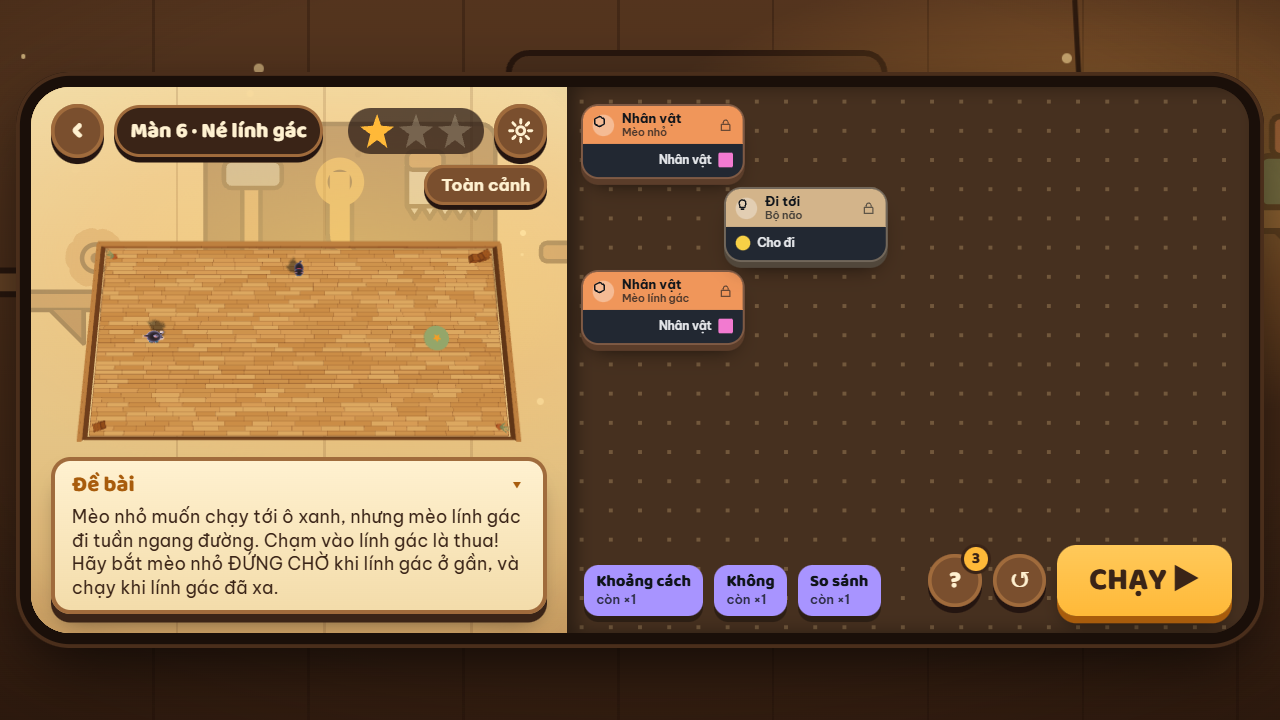 Màn 6 • Né lính gác
Toàn cảnh
Nhân vật
Mèo nhỏ
Nhân vật
Đi tới
Bộ não
Cho đi
Nhân vật
Mèo lính gác
Nhân vật
Đề bài
Mèo nhỏ muốn chạy tới ô xanh, nhưng mèo lính gác
đi tuần ngang đường. Chạm vào lính gác là thua!
Hãy bắt mèo nhỏ ĐỨNG CHỜ khi lính gác ở gần, và
chạy khi lính gác đã xa.
Khoảng cách
còn ×1
Không
còn ×1
So sánh
còn ×1
?
3
CHẠY